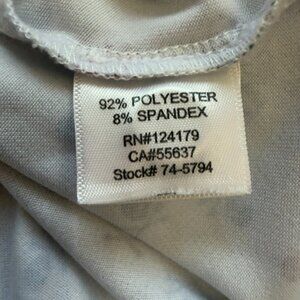 92% POLYESTER
8% SPANDEX
RN#124179
CA#55637
Stock# 74-5794